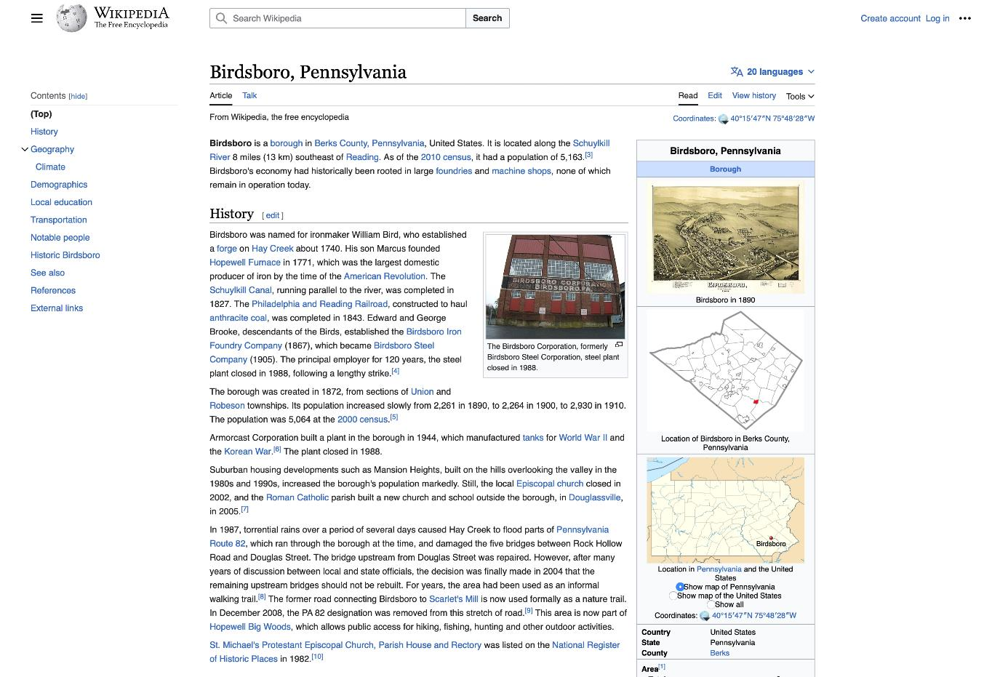 WIKIPEDIA
The Free Encyclopedia
Search Wikipedia
Search
Create account Log in
Birdsboro, Pennsylvania
20 languages
Article Talk
Read Edit View history Tools
From Wikipedia, the free encyclopedia
Coordinates: 40°15′47″N 75°48′28″W
Contents [hide]
(Top)
History
Geography
Climate
Demographics
Local education
Transportation
Notable people
Historic Birdsboro
See also
References
External links
Birdsboro is a borough in Berks County, Pennsylvania, United States. It is located along the Schuylkill
River 8 miles (13 km) southeast of Reading. As of the 2010 census, it had a population of 5,163.[3]
Birdsboro's economy had historically been rooted in large foundries and machine shops, none of which
remain in operation today.
History [ edit ]
Birdsboro was named for ironmaker William Bird, who established
a forge on Hay Creek about 1740. His son Marcus founded
Hopewell Furnace in 1771, which was the largest domestic
producer of iron by the time of the American Revolution. The
Schuylkill Canal, running parallel to the river, was completed in
1827. The Philadelphia and Reading Railroad, constructed to haul
anthracite coal, was completed in 1843. Edward and George
Brooke, descendants of the Birds, established the Birdsboro Iron
Foundry Company (1867), which became Birdsboro Steel
Company (1905). The principal employer for 120 years, the steel
plant closed in 1988, following a lengthy strike.[4]
BIRDSBORO CORPORATION
BIRDSBORO, PA.
The Birdsboro Corporation, formerly
Birdsboro Steel Corporation, steel plant
closed in 1988.
The borough was created in 1872, from sections of Union and
Robeson townships. Its population increased slowly from 2,261 in 1890, to 2,264 in 1900, to 2,930 in 1910.
The population was 5,064 at the 2000 census.[5]
Armorcast Corporation built a plant in the borough in 1944, which manufactured tanks for World War II and
the Korean War.[6] The plant closed in 1988.
Suburban housing developments such as Mansion Heights, built on the hills overlooking the valley in the
1980s and 1990s, increased the borough's population markedly. Still, the local Episcopal church closed in
2002, and the Roman Catholic parish built a new church and school outside the borough, in Douglassville,
in 2005.[7]
In 1987, torrential rains over a period of several days caused Hay Creek to flood parts of Pennsylvania
Route 82, which ran through the borough at the time, and damaged the five bridges between Rock Hollow
Road and Douglas Street. The bridge upstream from Douglas Street was repaired. However, after many
years of discussion between local and state officials, the decision was finally made in 2004 that the
remaining upstream bridges should not be rebuilt. For years, the area had been used as an informal
walking trail.[8] The former road connecting Birdsboro to Scarlet's Mill is now used formally as a nature trail.
In December 2008, the PA 82 designation was removed from this stretch of road.[9] This area is now part of
Hopewell Big Woods, which allows public access for hiking, fishing, hunting and other outdoor activities.
St. Michael's Protestant Episcopal Church, Parish House and Rectory was listed on the National Register
of Historic Places in 1982.[10]
Birdsboro, Pennsylvania
Borough
BIRDSBORO,
Birdsboro in 1890
Location of Birdsboro in Berks County,
Pennsylvania
Birdsboro
Location in Pennsylvania and the United
States
Show map of Pennsylvania
Show map of the United States
Show all
Coordinates: 40°15′47″N 75°48′28″W
Country United States
State Pennsylvania
County Berks
Area[1]